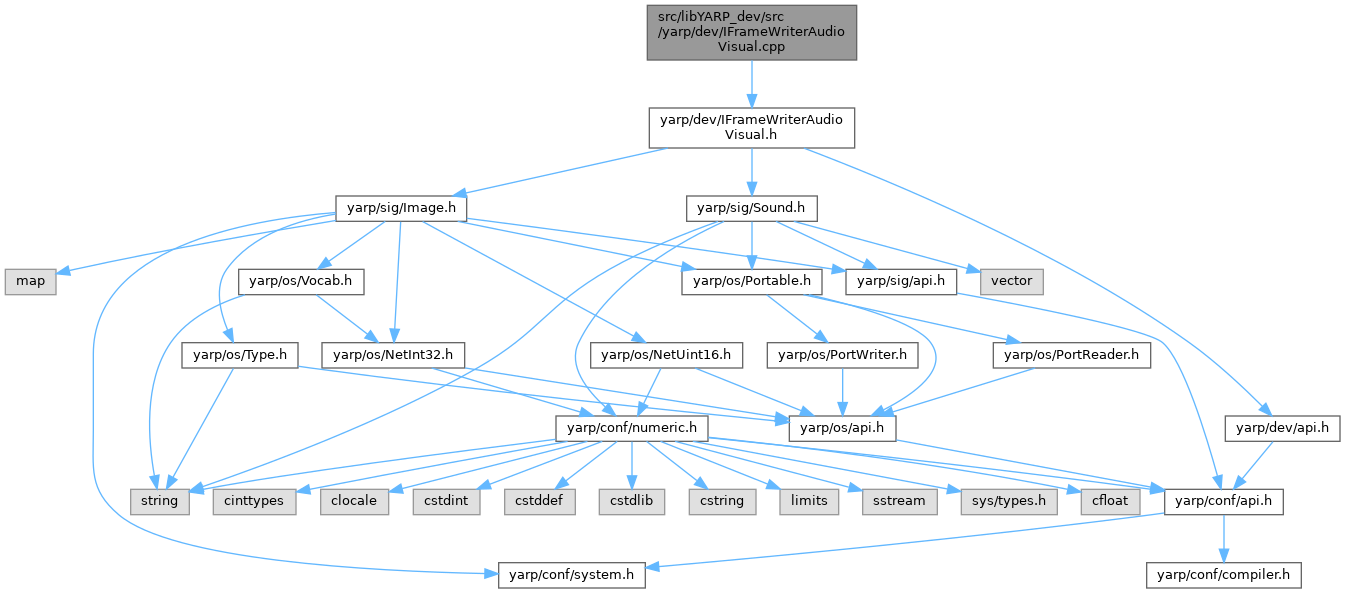 src/libYARP_dev/src
/yarp/dev/IFrameWriterAudio
Visual.cpp
yarp/dev/IFrameWriterAudio
Visual.h
yarp/sig/Image.h
yarp/sig/Sound.h
map
yarp/os/Vocab.h
yarp/os/Portable.h
yarp/sig/api.h
vector
yarp/os/Type.h
yarp/os/NetInt32.h
yarp/os/NetUint16.h
yarp/os/PortWriter.h
yarp/os/PortReader.h
yarp/conf/numeric.h
yarp/os/api.h
yarp/dev/api.h
string
cinttypes
clocale
cstdint
cstddef
cstdlib
cstring
limits
sstream
sys/types.h
cfloat
yarp/conf/api.h
yarp/conf/system.h
yarp/conf/compiler.h